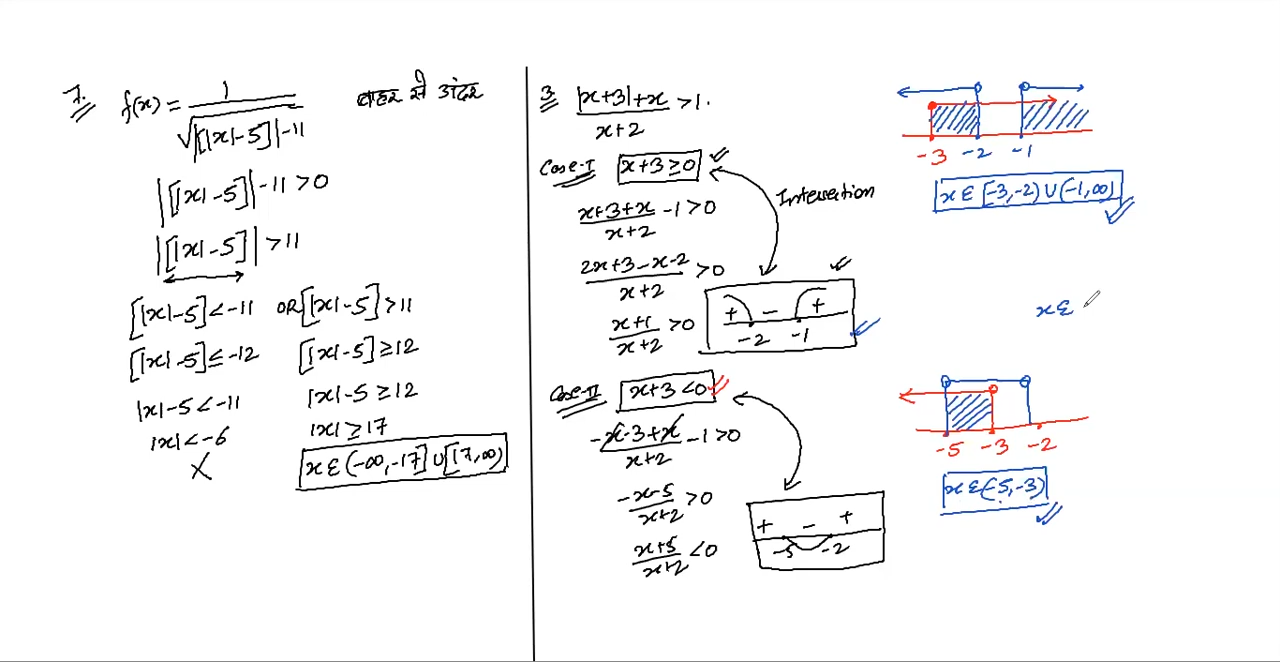 7. f(x) = 1/√(|[|x|-5]|-11) बाहर से अंदर
|[|x|-5]|-11>0
|[|x|-5]|>11
[|x|-5]<-11 OR [|x|-5]>11
[|x|-5]≤-12 [|x|-5]≥12
|x|-5<-11 |x|-5≥12
|x|<-6 |x|≥17
X x∈(-∞,-17]∪[17,∞)
3. (|x+3|+x)/(x+2) >1.
Case-I x+3≥0
(x+3+x)/(x+2) -1>0
Intersection
(2x+3-x-2)/(x+2) >0
(x+1)/(x+2) >0
+ - +
-2 -1
Case-II x+3<0
(-x-3+x)/(x+2) -1>0
(-x-5)/(x+2) >0
(x+5)/(x+2) <0
+ - +
-5 -2
-3 -2 -1
x∈[-3,-2)∪(-1,∞)
x∈
-5 -3 -2
x∈(-5,-3)